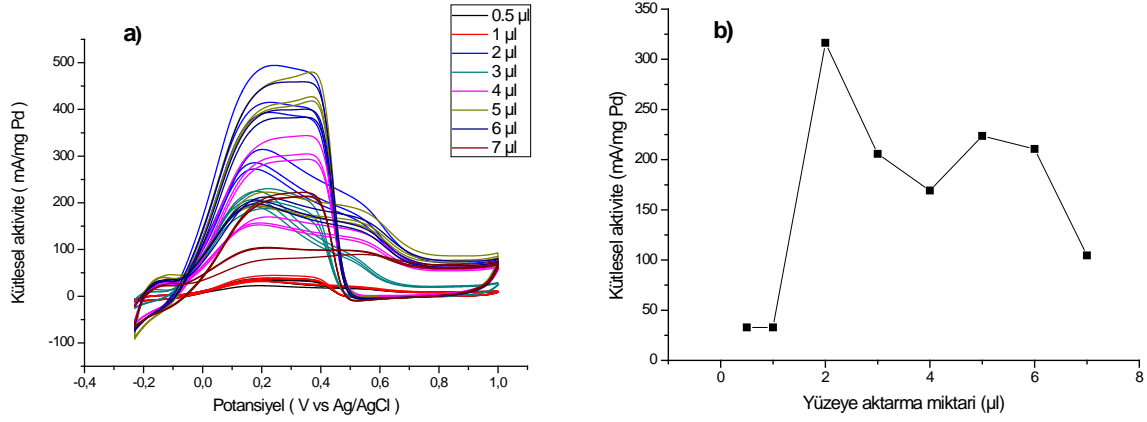 a)
0.5 µl
1 µl
2 µl
3 µl
4 µl
5 µl
6 µl
7 µl
500
400
300
200
100
0
-100
-0,4
-0,2
0,0
0,2
0,4
0,6
0,8
1,0
Kütlesel aktivite ( mA/mg Pd)
Potansiyel ( V vs Ag/AgCl )
b)
350
300
250
200
150
100
50
0
0
2
4
6
8
Kütlesel aktivite (mA/mg Pd)
Yüzeye aktarma miktari (µl)